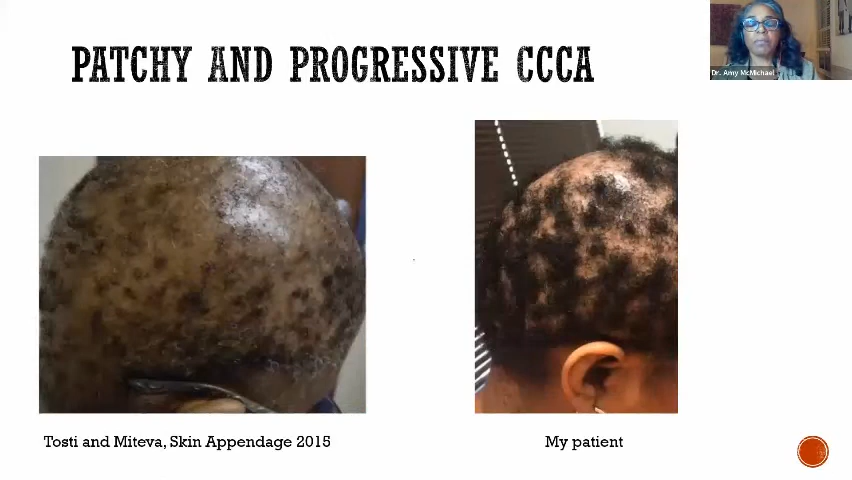 PATCHY AND PROGRESSIVE CCCA
Dr. Amy McMichael
Tosti and Miteva, Skin Appendage 2015
My patient